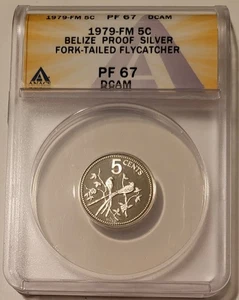 1979-FM 5C PF 67 DCAM
1979-FM 5C
BELIZE PROOF SILVER
FORK-TAILED FLYCATCHER
PF 67
DCAM
5
CENTS